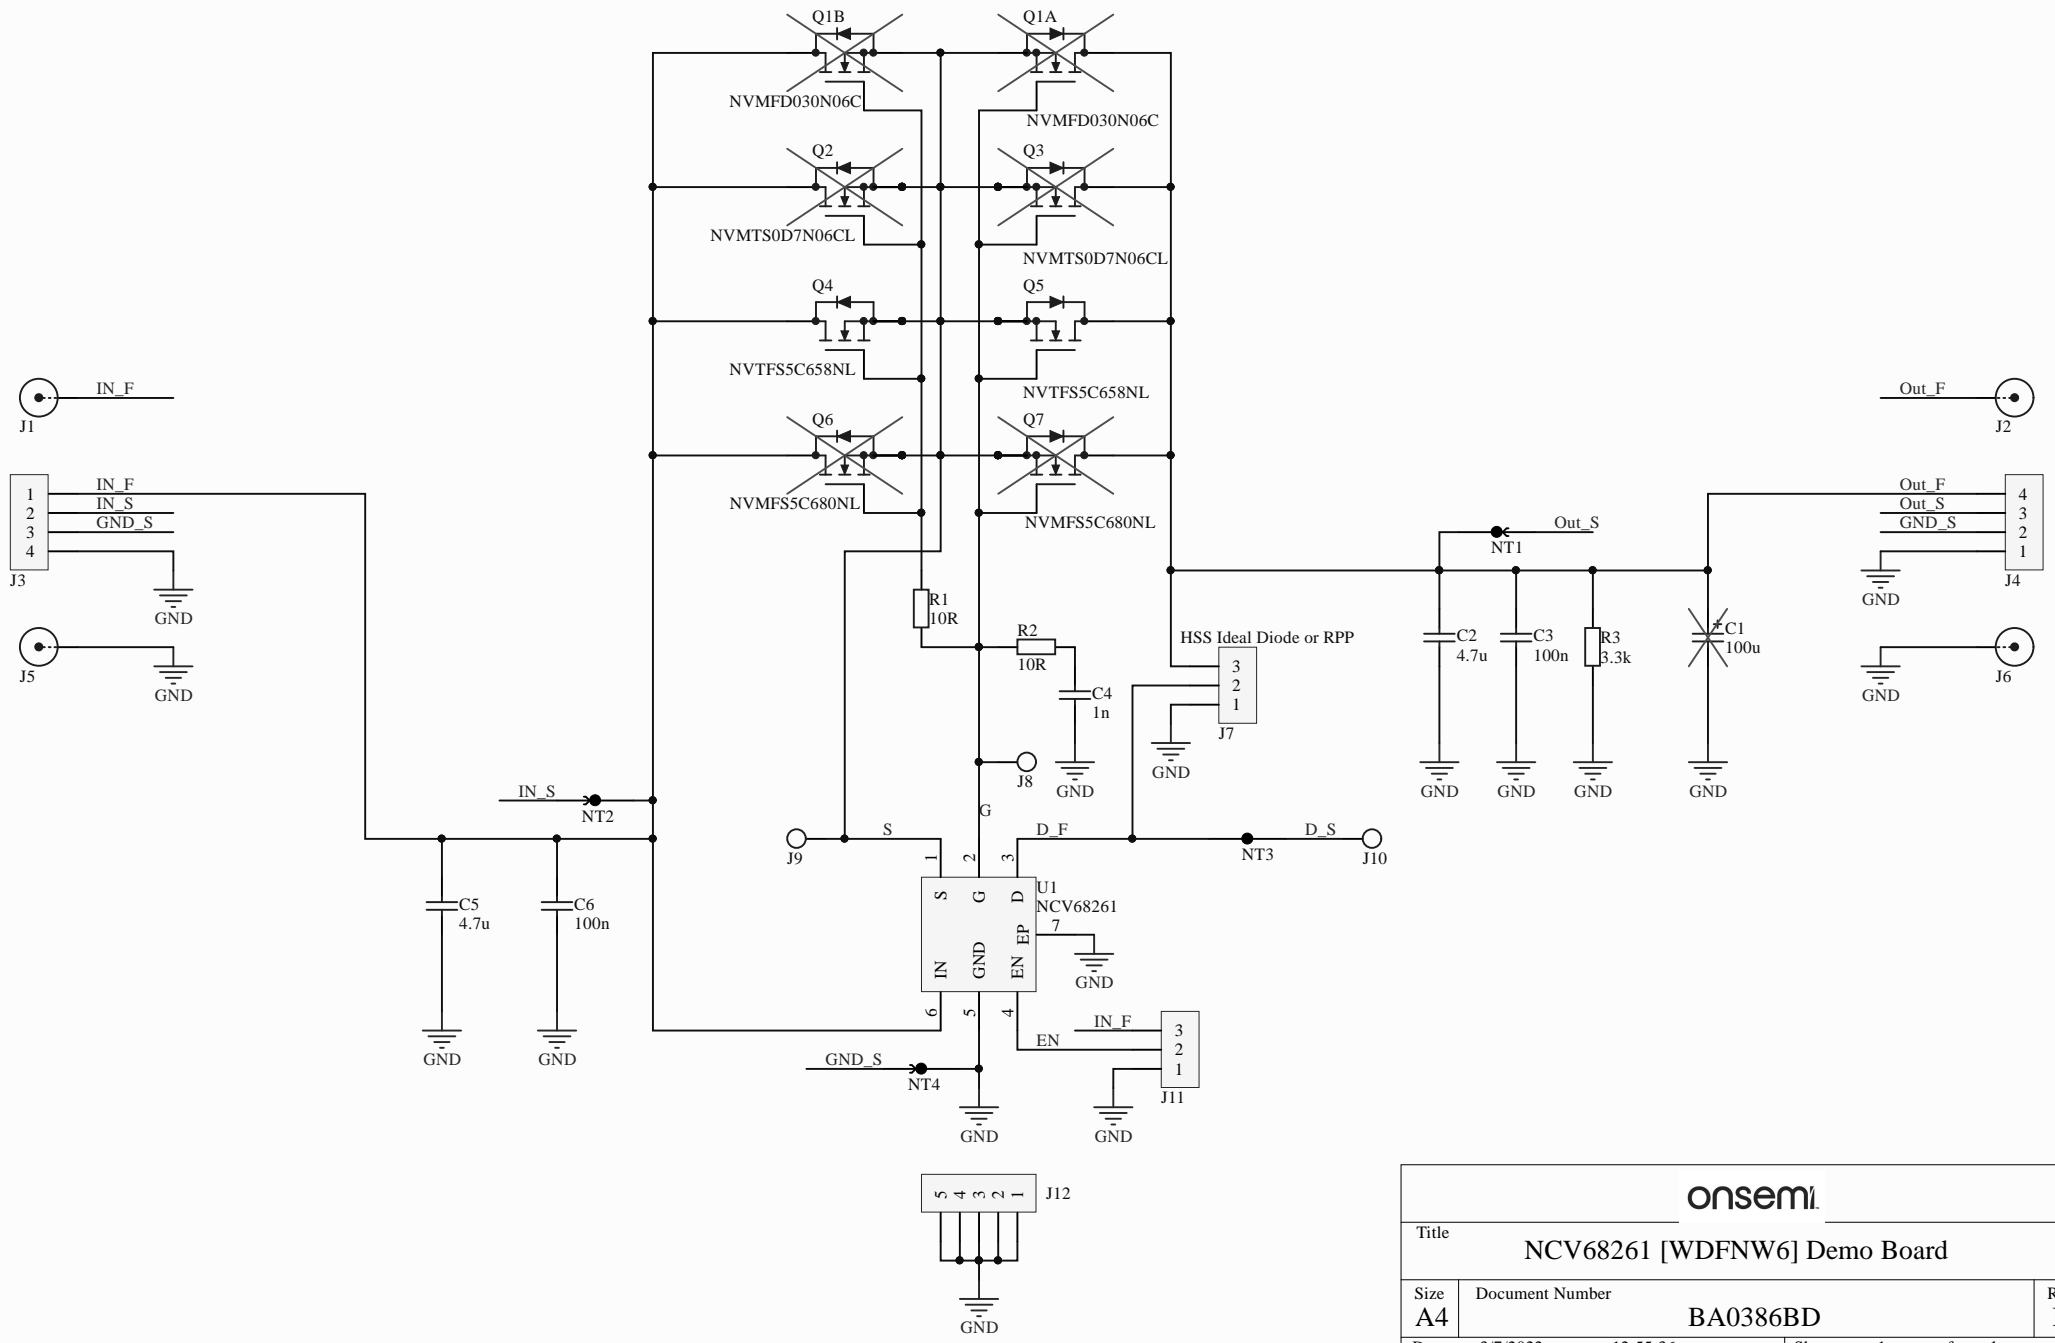 Q1B
Q1A
NVMFD030N06C
NVMFD030N06C
Q2
Q3
NVMTS0D7N06CL
NVMTS0D7N06CL
Q4
Q5
NVTFS5C658NL
NVTFS5C658NL
Q6
Q7
NVMFS5C680NL
NVMFS5C680NL
IN_F
J1
Out_F
J2
IN_F
IN_S
GND_S
1
2
3
4
J3
GND
J5
GND
Out_F
Out_S
GND_S
4
3
2
1
J4
GND
J6
GND
Out_S
NT1
R1
10R
R2
10R
C4
1n
GND
HSS Ideal Diode or RPP
3
2
1
J7
GND
C2
4.7u
GND
C3
100n
GND
R3
3.3k
GND
+
C1
100u
GND
J8
G
IN_S
NT2
J9
S
D_F
NT3
D_S
J10
1
2
3
S
G
D
U1
NCV68261
7
EP
GND
IN
GND
EN
6
5
4
C5
4.7u
GND
C6
100n
GND
IN_F
EN
3
2
1
J11
GND
GND_S
NT4
GND
5
4
3
2
1
J12
GND
onsemi
Title
NCV68261 [WDFNW6] Demo Board
Size
A4
Document Number
BA0386BD